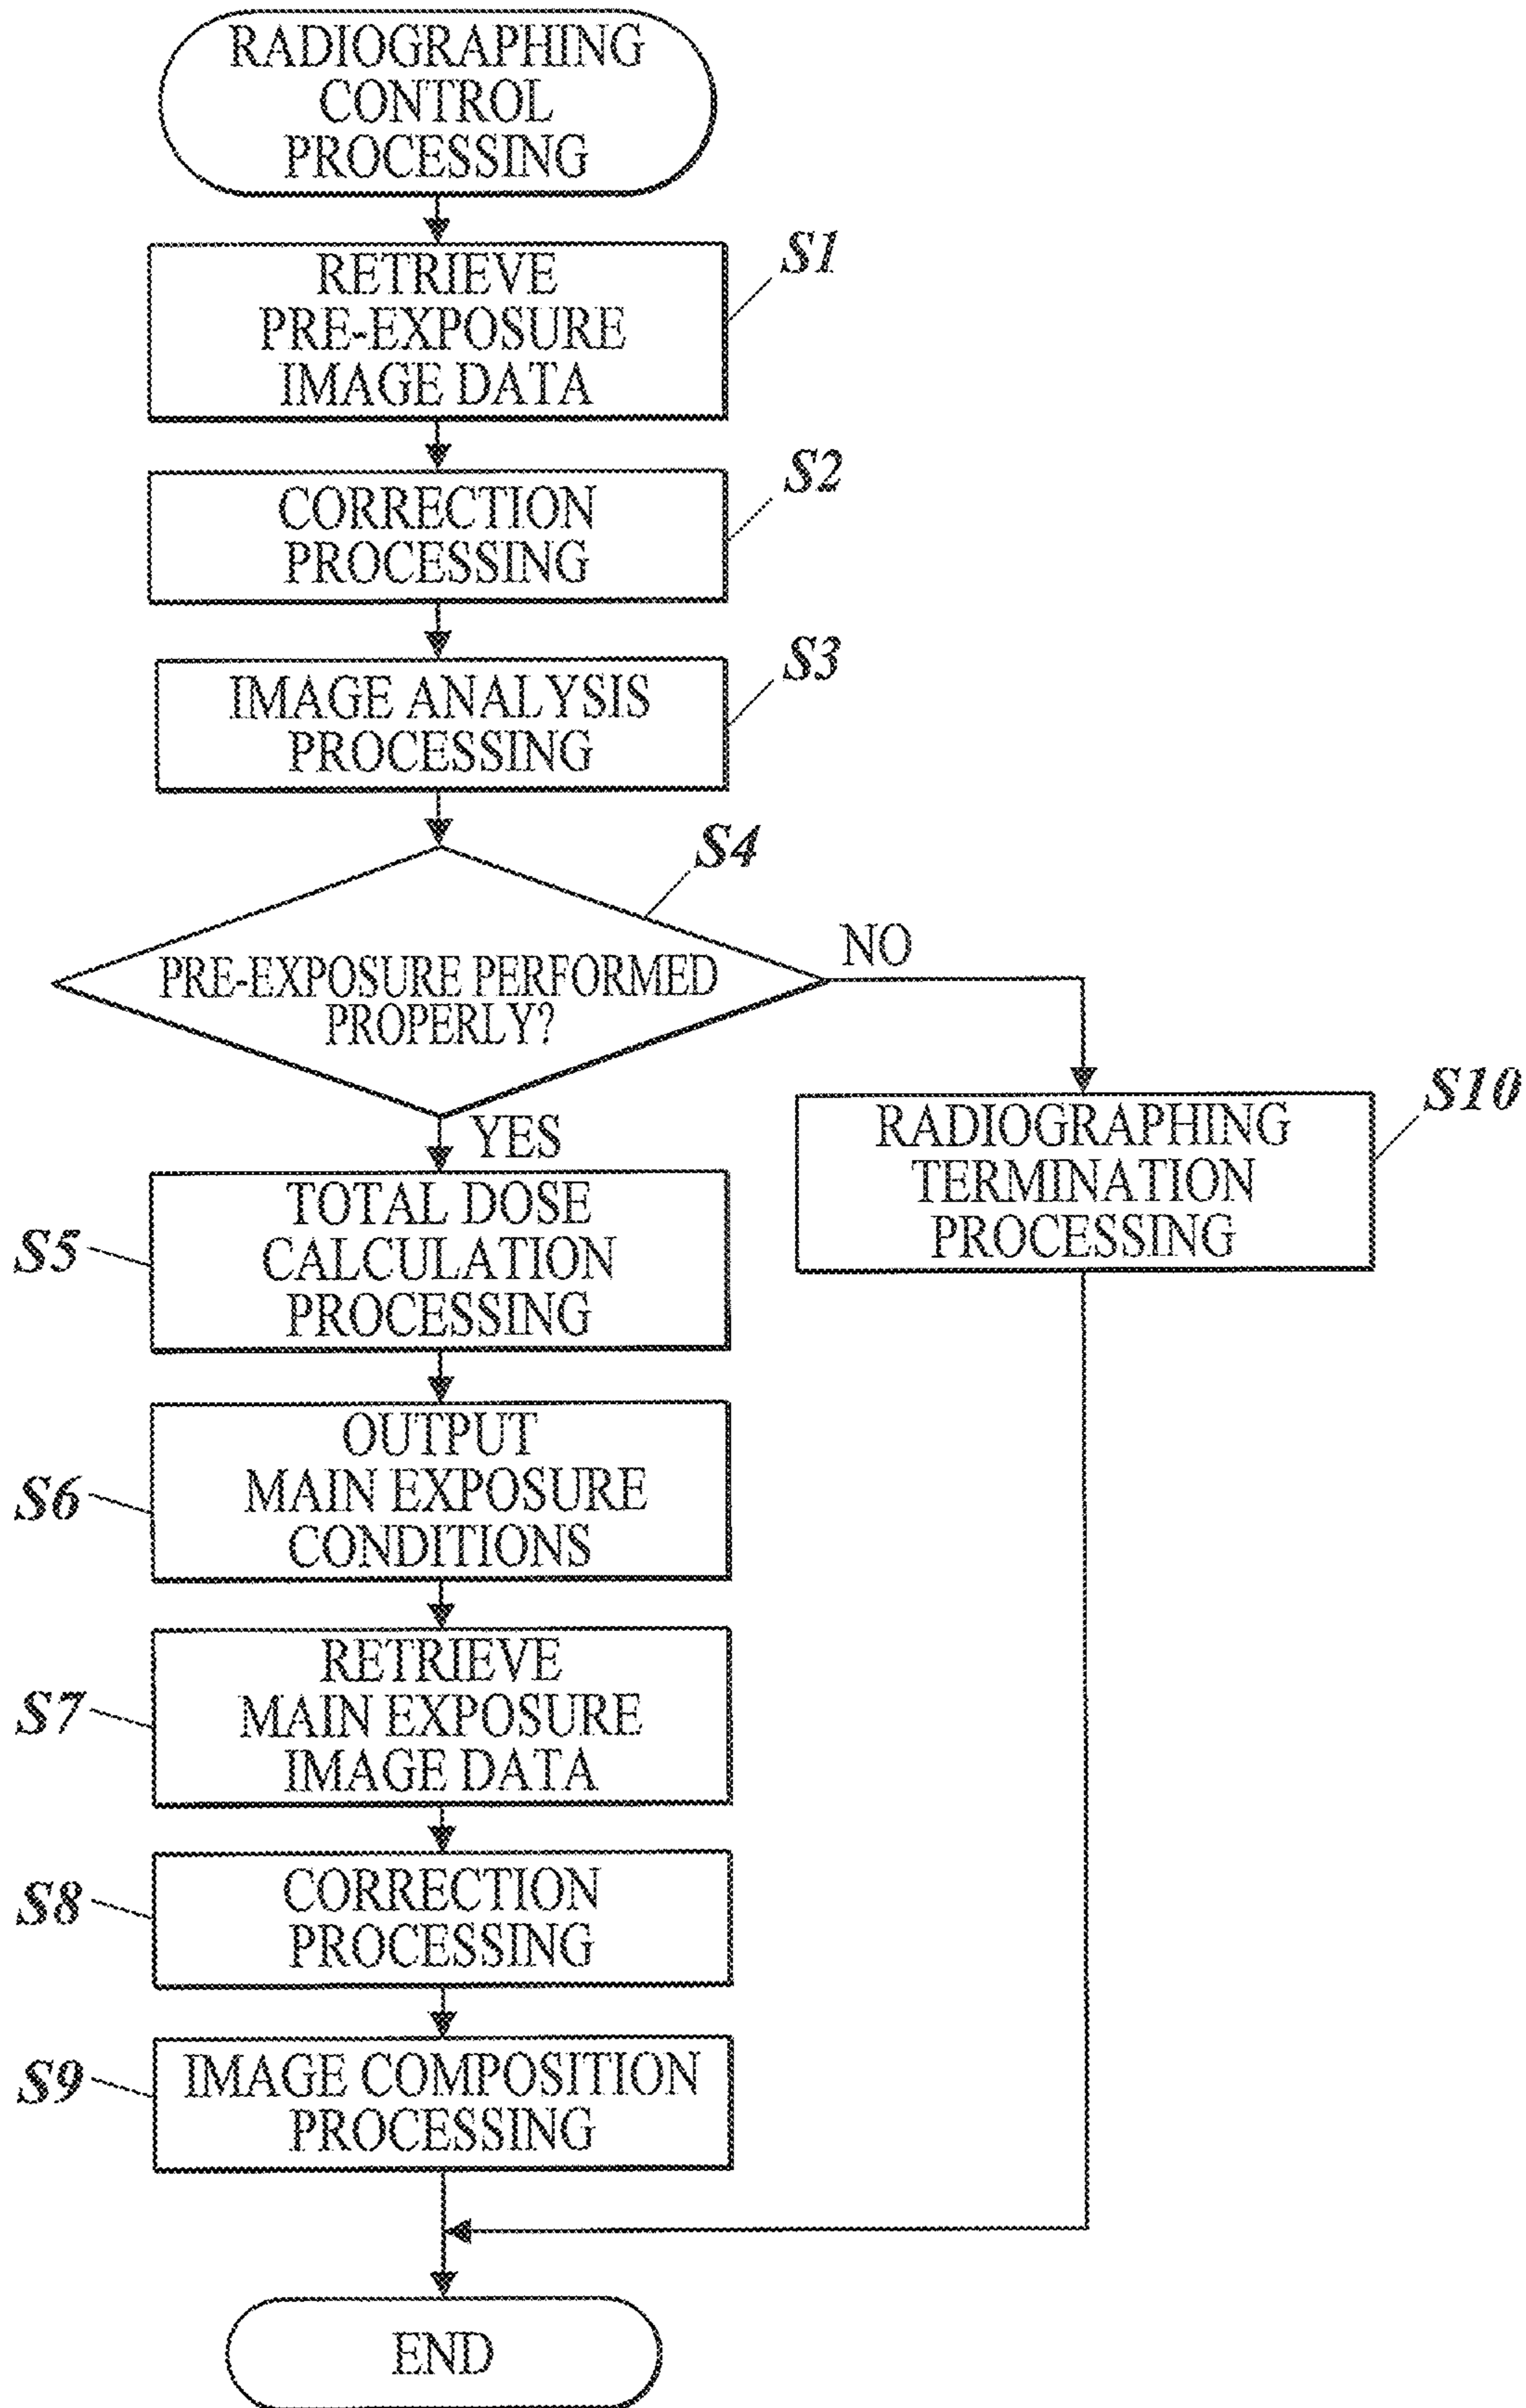 RADIOGRAPHING
CONTROL
PROCESSING
S1
RETRIEVE
PRE-EXPOSURE
IMAGE DATA
S2
CORRECTION
PROCESSING
S3
IMAGE ANALYSIS
PROCESSING
S4
PRE-EXPOSURE PERFORMED
PROPERLY?
NO
YES
S10
RADIOGRAPHING
TERMINATION
PROCESSING
S5
TOTAL DOSE
CALCULATION
PROCESSING
S6
OUTPUT
MAIN EXPOSURE
CONDITIONS
S7
RETRIEVE
MAIN EXPOSURE
IMAGE DATA
S8
CORRECTION
PROCESSING
S9
IMAGE COMPOSITION
PROCESSING
END